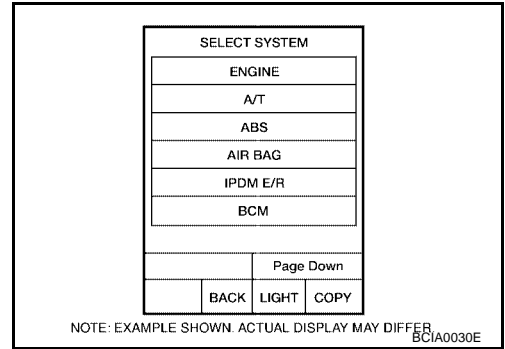 SELECT SYSTEM
ENGINE
A/T
ABS
AIR BAG
IPDM E/R
BCM
Page Down
BACK LIGHT COPY
NOTE: EXAMPLE SHOWN. ACTUAL DISPLAY MAY DIFFER.
BCIA0030E